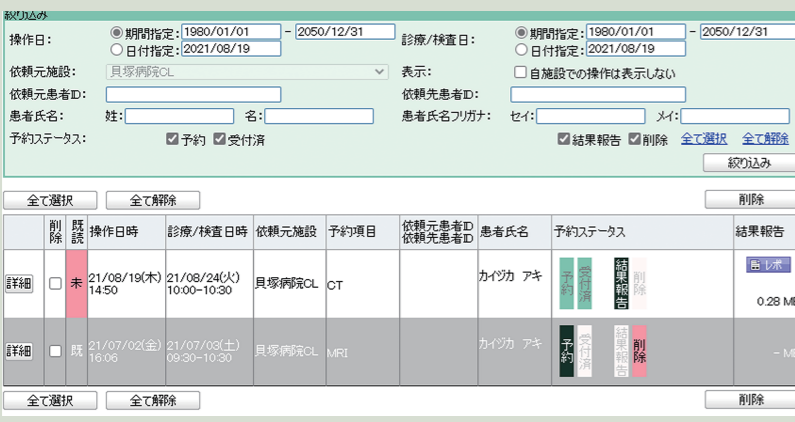 絞り込み
操作日: 期間指定: 1980/01/01 - 2050/12/31 診療/検査日: 期間指定: 1980/01/01 - 2050/12/31
日付指定: 2021/08/19 日付指定: 2021/08/19
依頼元施設: 貝塚病院CL 表示: 自施設での操作は表示しない
依頼元患者ID: 依頼先患者ID:
患者氏名: 姓: 名: 患者氏名フリガナ: セイ: メイ:
予約ステータス: 予約 受付済 結果報告 削除 全て選択 全て解除
絞り込み
全て選択 全て解除 削除
削除 既読 操作日時 診療/検査日時 依頼元施設 予約項目 依頼元患者ID 患者氏名 予約ステータス 結果報告
依頼先患者ID
詳細 未 21/08/19(木) 21/08/24(火) 貝塚病院CL CT カイヅカ アキ 予約 受付済 結果報告 削除 レポ
14:50 10:00-10:30 0.28 MB
詳細 既 21/07/02(金) 21/07/03(土) 貝塚病院CL MRI カイヅカ アキ 予約 受付済 結果報告 削除 - M
16:06 09:30-10:30
全て選択 全て解除 削除